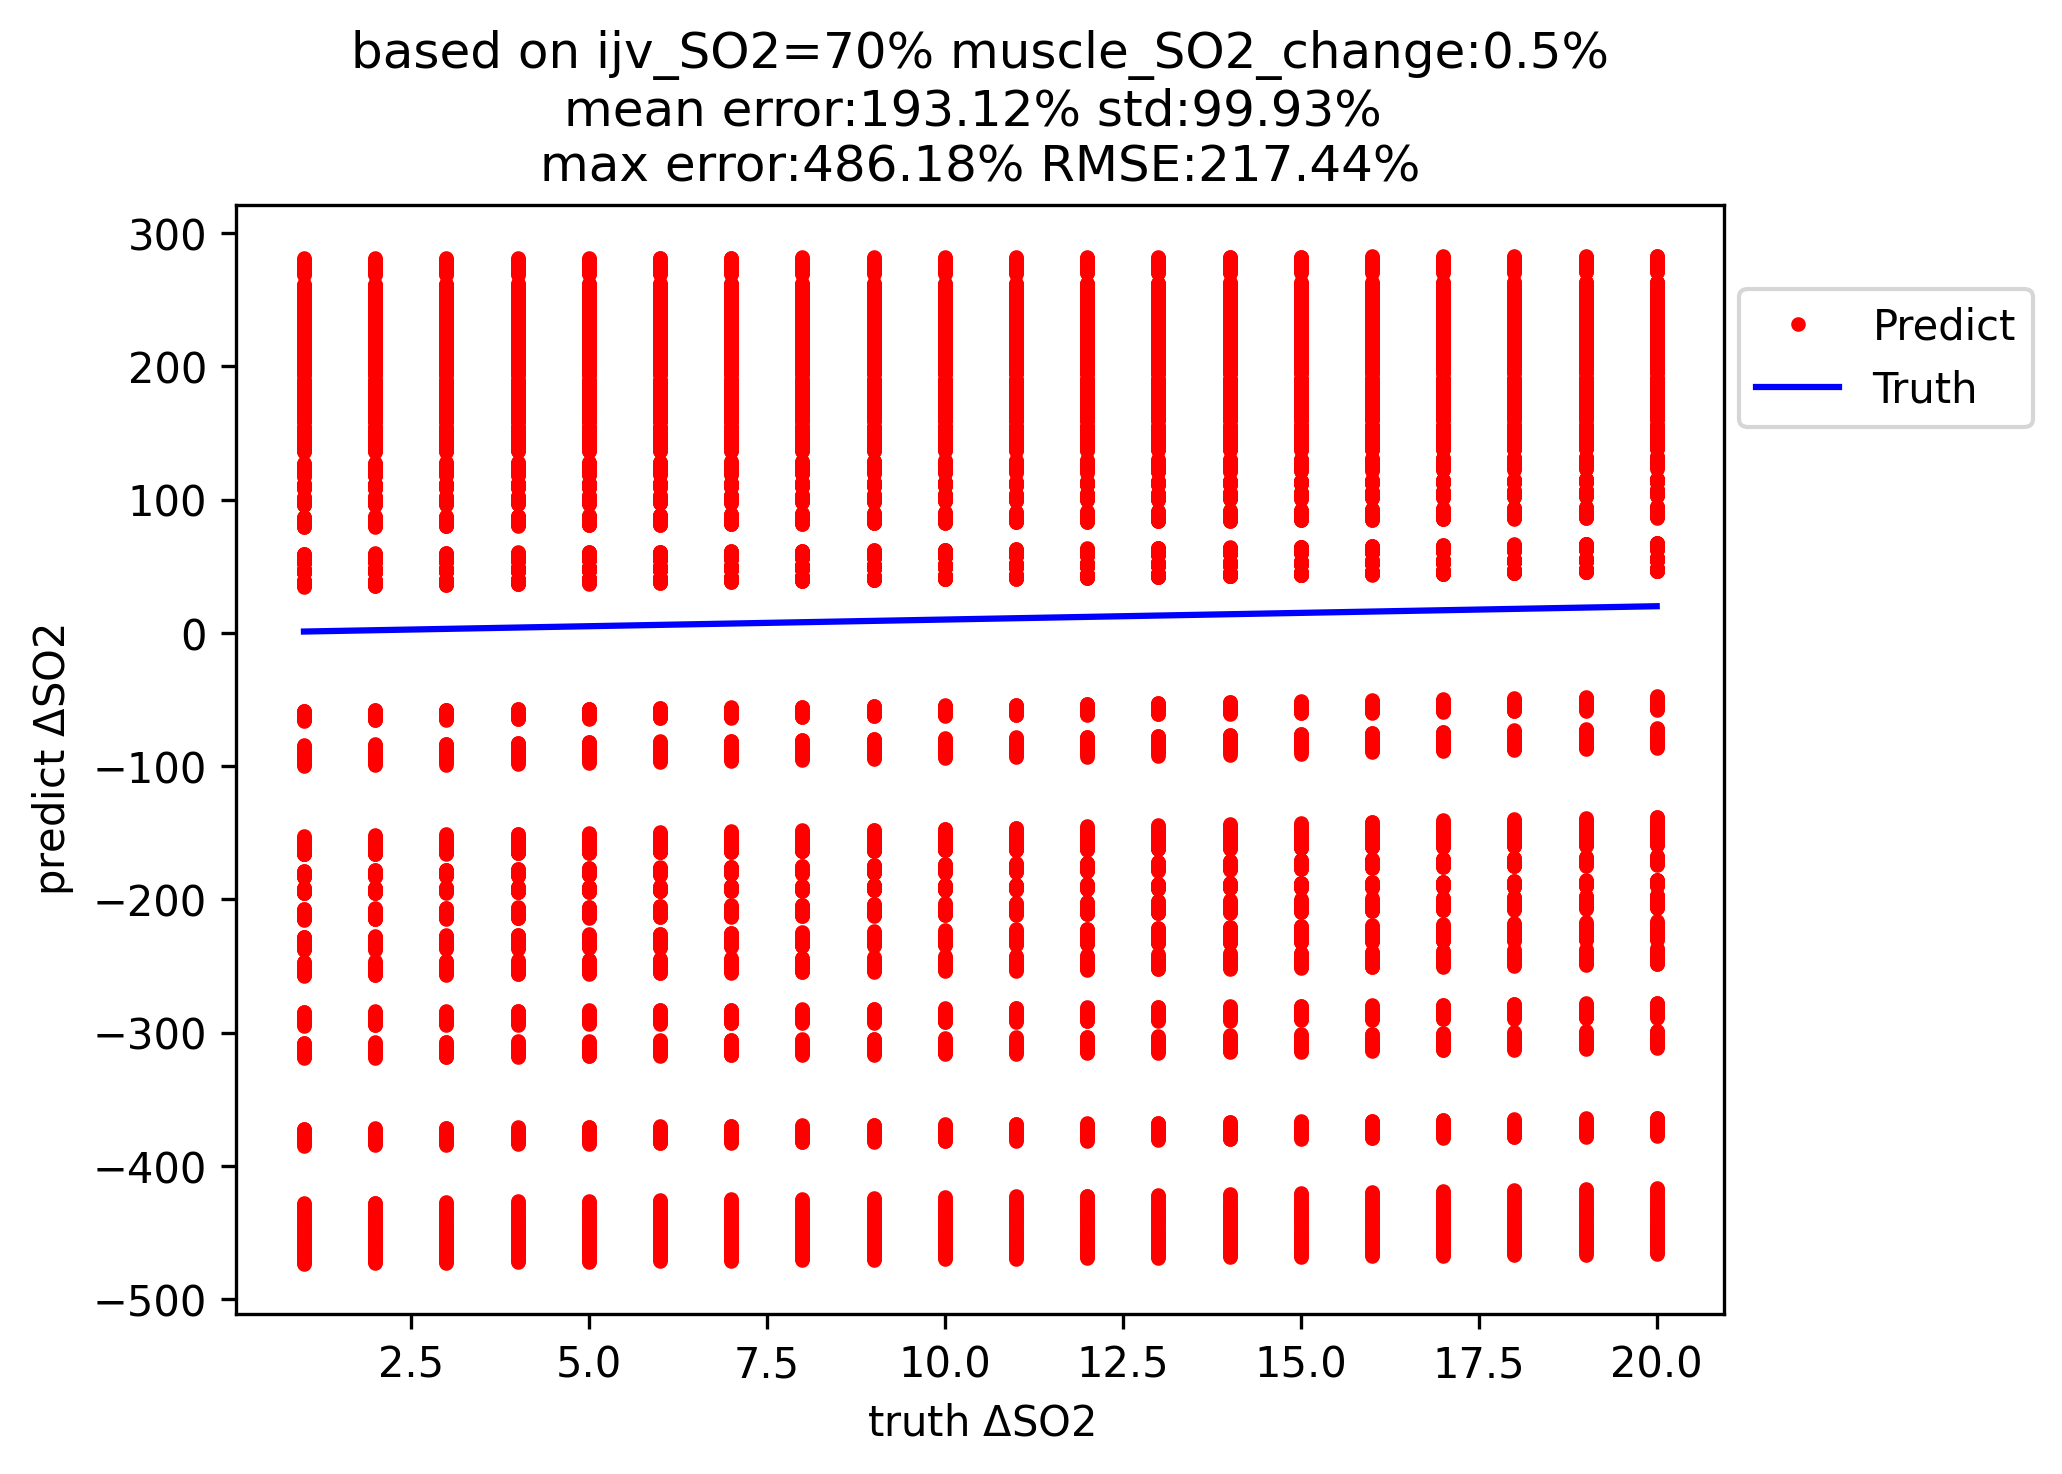 based on ijv_SO2=70% muscle_SO2_change:0.5%
mean error:193.12% std:99.93%
max error:486.18% RMSE:217.44%
300
200
100
0
−100
−200
−300
−400
−500
predict ΔSO2
2.5
5.0
7.5
10.0
12.5
15.0
17.5
20.0
truth ΔSO2
Predict
Truth